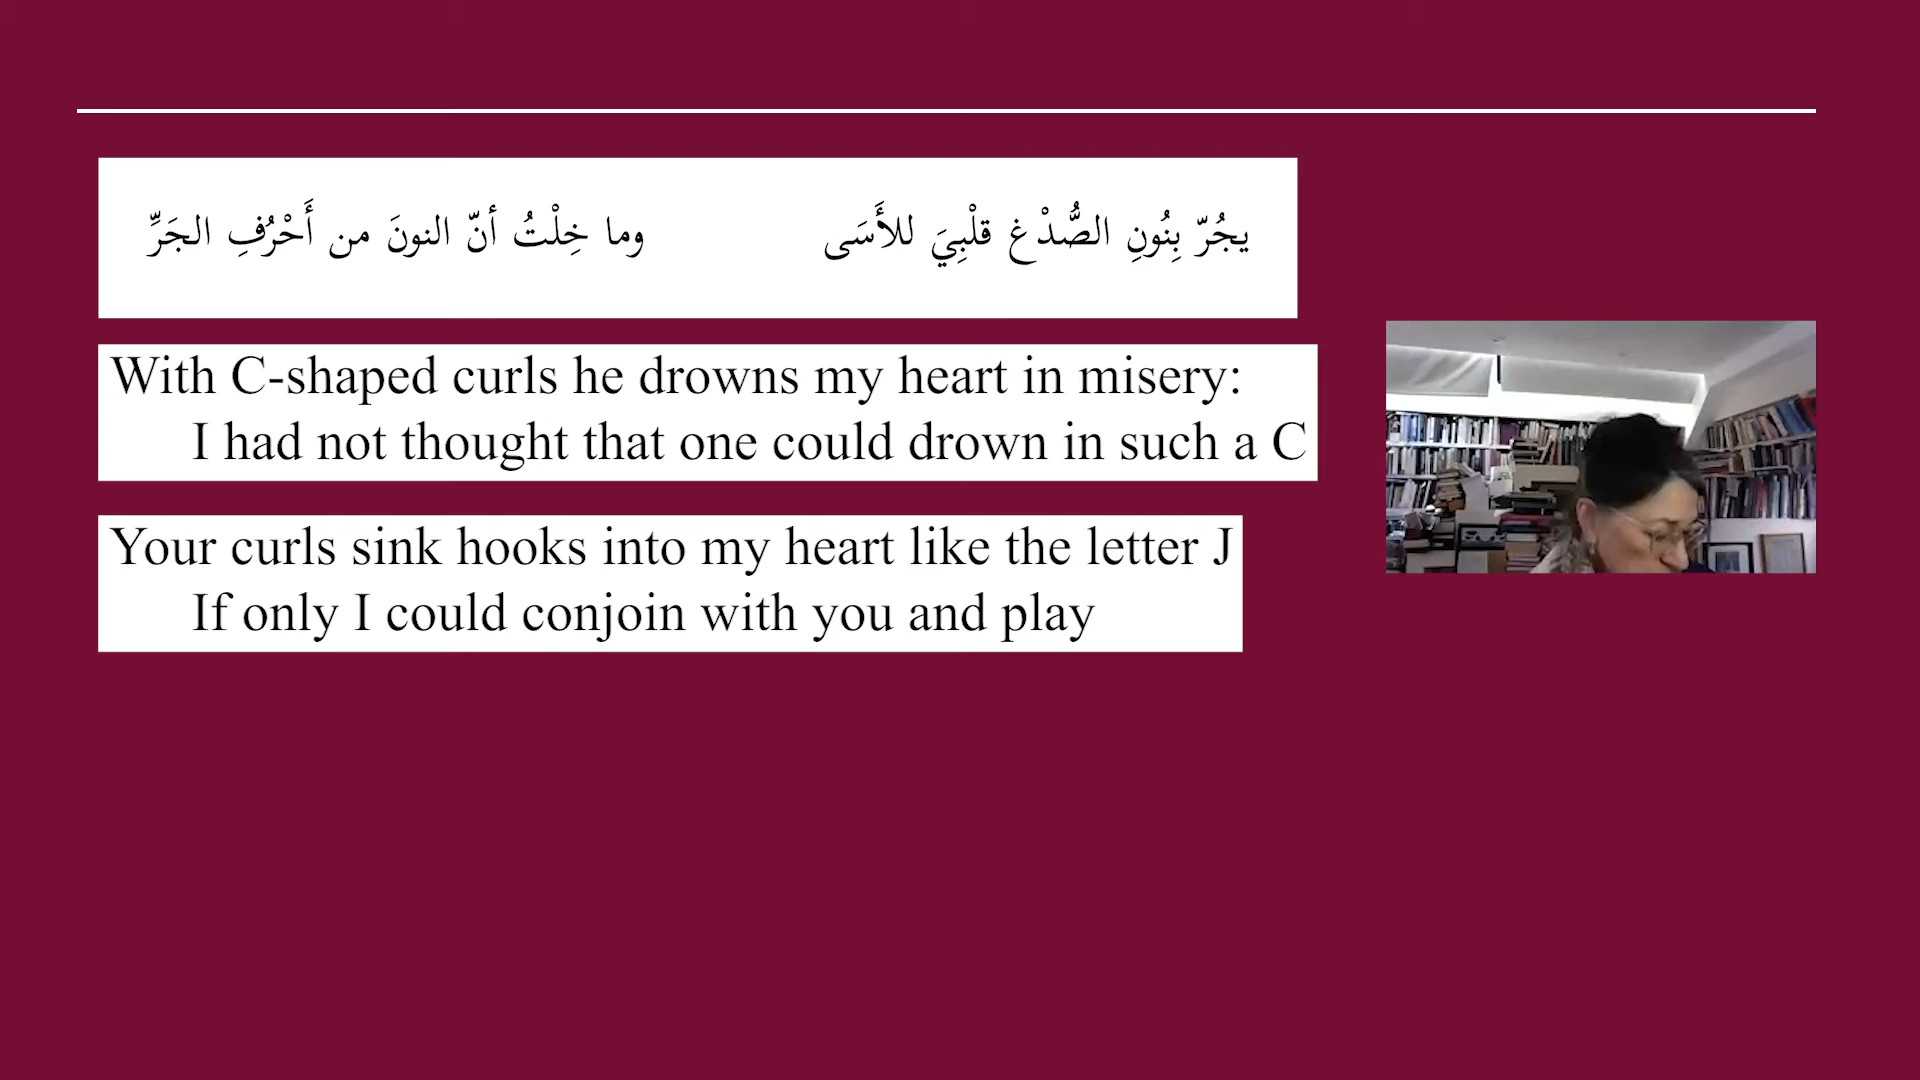 يجُرّ بِنُونِ الصُّدْغ قلْبِيَ للأَسَى وما خِلْتُ أنّ النونَ من أَحْرُفِ الجَرِّ
With C-shaped curls he drowns my heart in misery:
I had not thought that one could drown in such a C
Your curls sink hooks into my heart like the letter J
If only I could conjoin with you and play